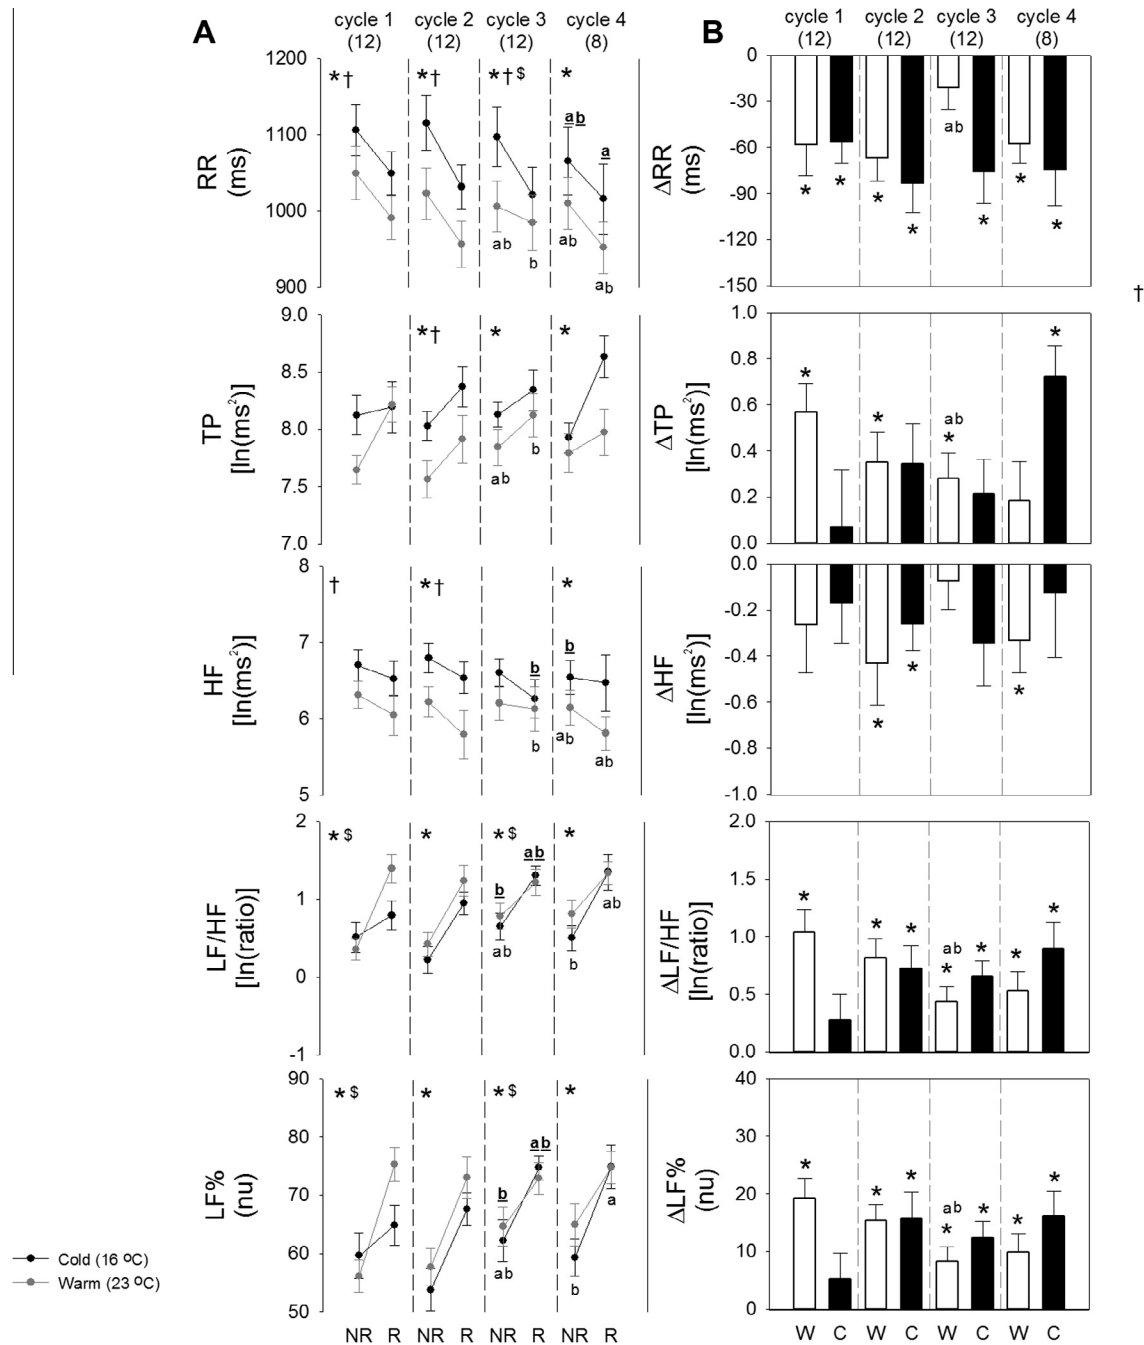 A
cycle 1 cycle 2 cycle 3 cycle 4
(12) (12) (12) (8)
B
cycle 1 cycle 2 cycle 3 cycle 4
(12) (12) (12) (8)
RR
(ms)
1200
1100
1000
900
*† *† *†$ *
ab a
ab b ab ab
ΔRR
(ms)
0
-30
-60
-90
-120
-150
ab
* * * * * * *
†
TP
[ln(ms²)]
9.0
8.5
8.0
7.5
7.0
*† * *
ab b
ΔTP
[ln(ms²)]
1.0
0.8
0.6
0.4
0.2
0.0
* * ab * *
HF
[ln(ms²)]
8
7
6
5
† *† *
b b
b ab ab
ΔHF
[ln(ms²)]
0.0
-0.2
-0.4
-0.6
-0.8
-1.0
* * *
LF/HF
[ln(ratio)]
2
1
0
-1
*$ * *$ *
b ab
ab b ab
ΔLF/HF
[ln(ratio)]
2.0
1.5
1.0
0.5
0.0
* * * ab * * * *
LF%
(nu)
90
80
70
60
50
*$ * *$ *
b ab
ab b a
NR R NR R NR R NR R
ΔLF%
(nu)
40
30
20
10
0
* * * ab * * * *
W C W C W C W C
Cold (16 ºC)
Warm (23 ºC)